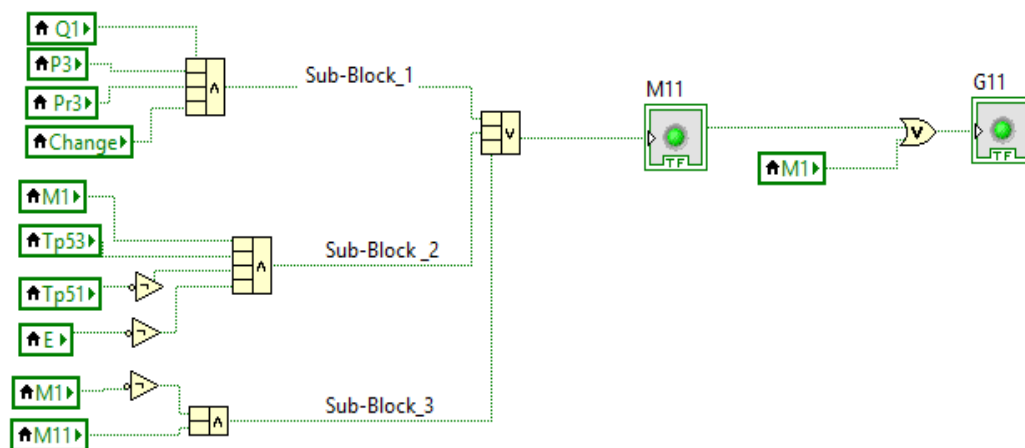 Q1
P3
Pr3
Change
Sub-Block_1
M1
Tp53
Tp51
E
Sub-Block _2
M1
M11
Sub-Block_3
M11
TF
M1
G11
TF